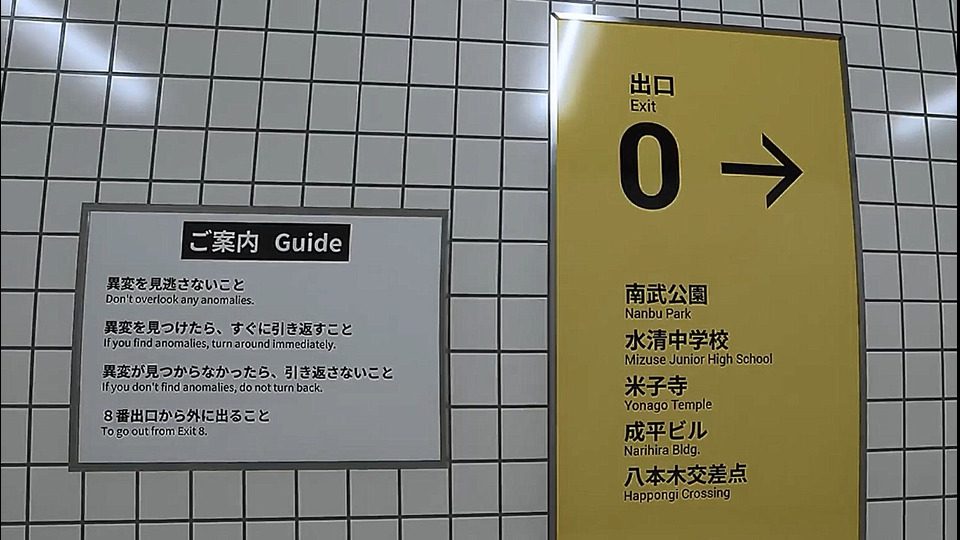 ご案内 Guide
異変を見逃さないこと
Don't overlook any anomalies.
異変を見つけたら、すぐに引き返すこと
If you find anomalies, turn around immediately.
異変が見つからなかったら、引き返さないこと
If you don't find anomalies, do not turn back.
８番出口から外に出ること
To go out from Exit 8.
出口
Exit
0 →
南武公園
Nanbu Park
水清中学校
Mizuse Junior High School
米子寺
Yonago Temple
成平ビル
Narihira Bldg.
八本木交差点
Happongi Crossing